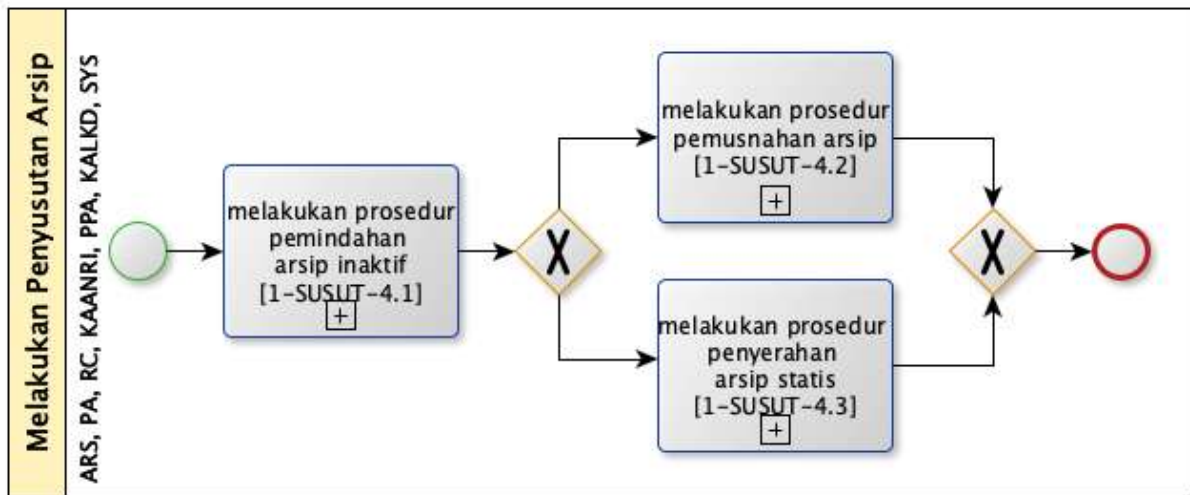 Melakukan Penyusutan Arsip
ARS, PA, RC, KAANRI, PPA, KALKD, SYS
melakukan prosedur
pemindahan
arsip inaktif
[1-SUSUT-4.1]
+
X
melakukan prosedur
pemusnahan arsip
[1-SUSUT-4.2]
+
melakukan prosedur
penyerahan
arsip statis
[1-SUSUT-4.3]
+
X